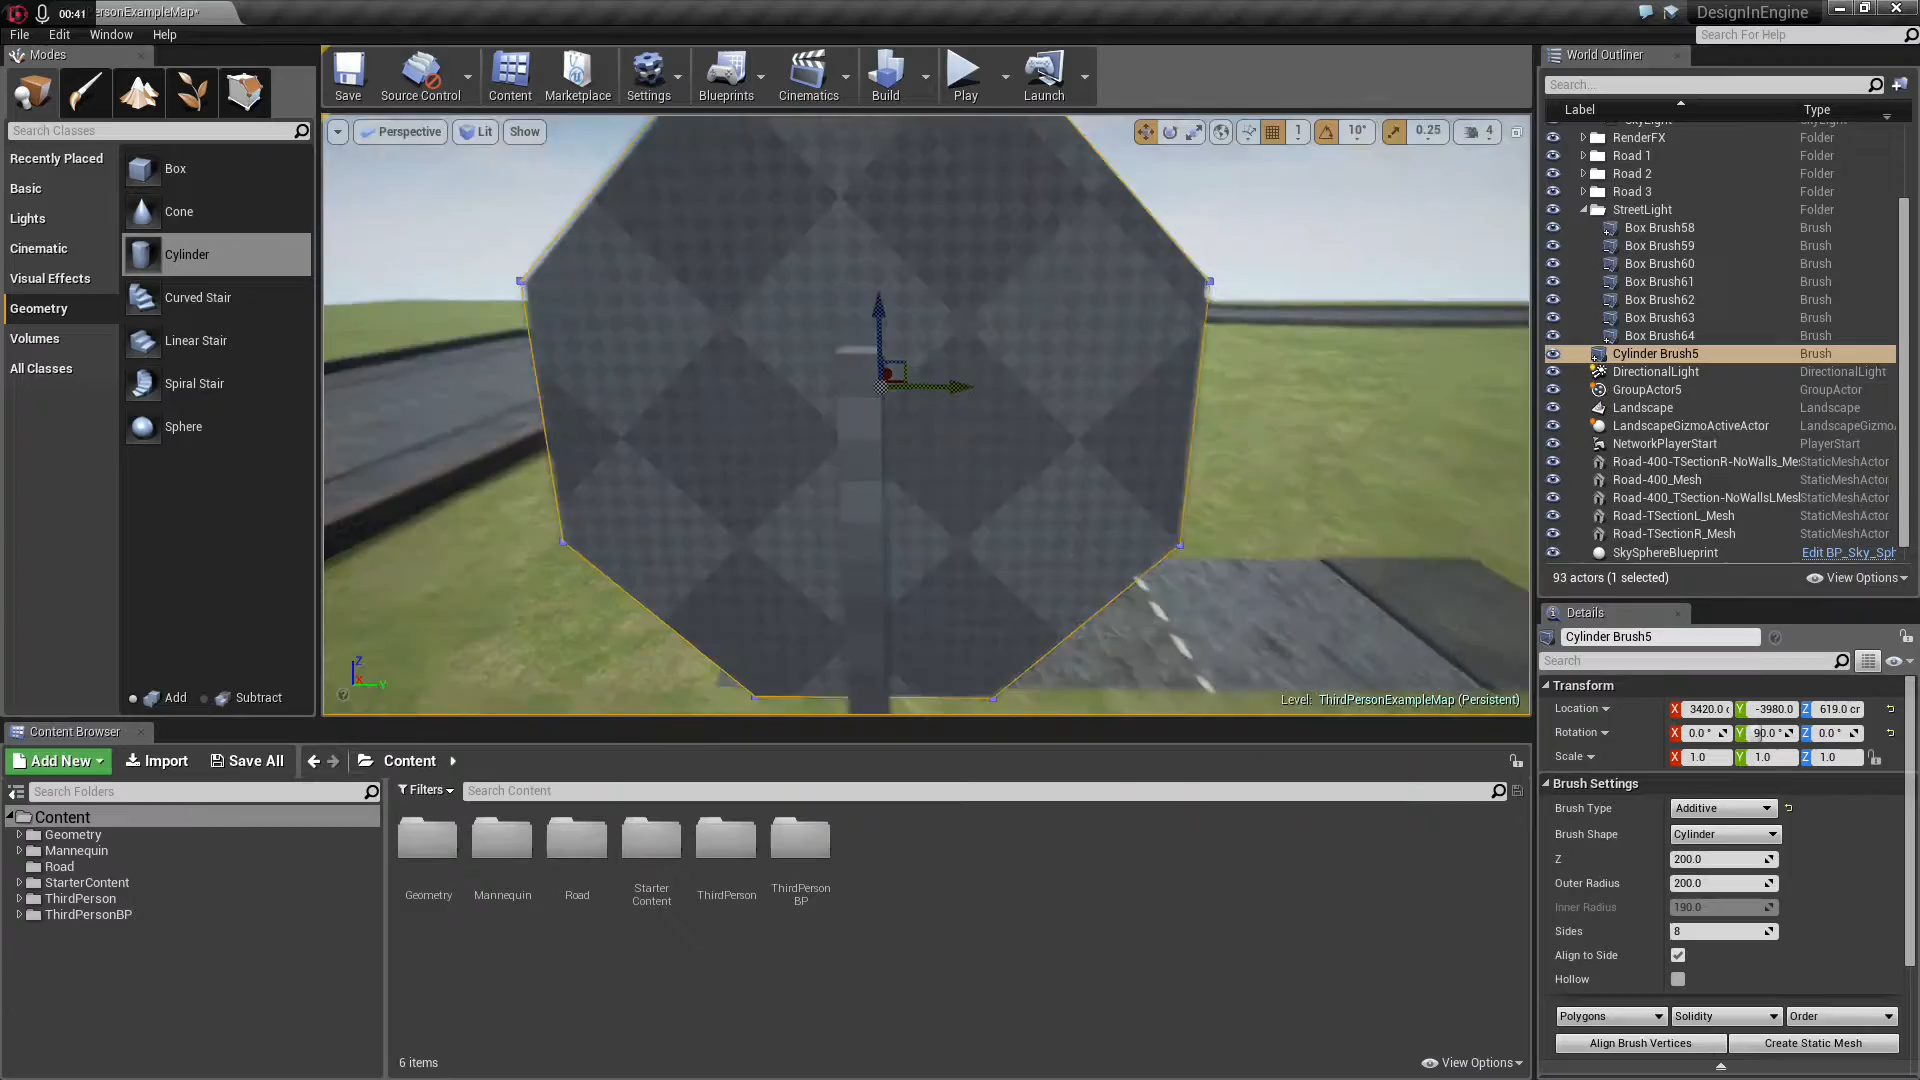 00:41
ersonExampleMap*
DesignInEngine
File Edit Window Help
Search For Help
Modes
Search Classes
Recently Placed
Basic
Lights
Cinematic
Visual Effects
Geometry
Volumes
All Classes
Box
Cone
Cylinder
Curved Stair
Linear Stair
Spiral Stair
Sphere
Add Subtract
Save Source Control Content Marketplace Settings Blueprints Cinematics Build Play Launch
Perspective Lit Show
1 10° 0.25 4
Z
X
Y
Level: ThirdPersonExampleMap (Persistent)
World Outliner
Search...
Label Type
SkyLight SkyLight
RenderFX Folder
Road 1 Folder
Road 2 Folder
Road 3 Folder
StreetLight Folder
Box Brush58 Brush
Box Brush59 Brush
Box Brush60 Brush
Box Brush61 Brush
Box Brush62 Brush
Box Brush63 Brush
Box Brush64 Brush
Cylinder Brush5 Brush
DirectionalLight DirectionalLight
GroupActor5 GroupActor
Landscape Landscape
LandscapeGizmoActiveActor LandscapeGizmo
NetworkPlayerStart PlayerStart
Road-400-TSectionR-NoWalls_Me StaticMeshActor
Road-400_Mesh StaticMeshActor
Road-400_TSection-NoWallsLMesl StaticMeshActor
Road-TSectionL_Mesh StaticMeshActor
Road-TSectionR_Mesh StaticMeshActor
SkySphereBlueprint Edit BP_Sky_Sph
93 actors (1 selected) View Options
Details
Cylinder Brush5
Search
Transform
Location X 3420.0 c Y -3980.0 Z 619.0 cr
Rotation X 0.0 ° Y 90.0 ° Z 0.0 °
Scale X 1.0 Y 1.0 Z 1.0
Brush Settings
Brush Type Additive
Brush Shape Cylinder
Z 200.0
Outer Radius 200.0
Inner Radius 190.0
Sides 8
Align to Side
Hollow
Polygons Solidity Order
Align Brush Vertices Create Static Mesh
Content Browser
Add New Import Save All Content
Search Folders
Filters Search Content
Content
Geometry
Mannequin
Road
StarterContent
ThirdPerson
ThirdPersonBP
Geometry Mannequin Road Starter Content ThirdPerson ThirdPerson BP
6 items View Options